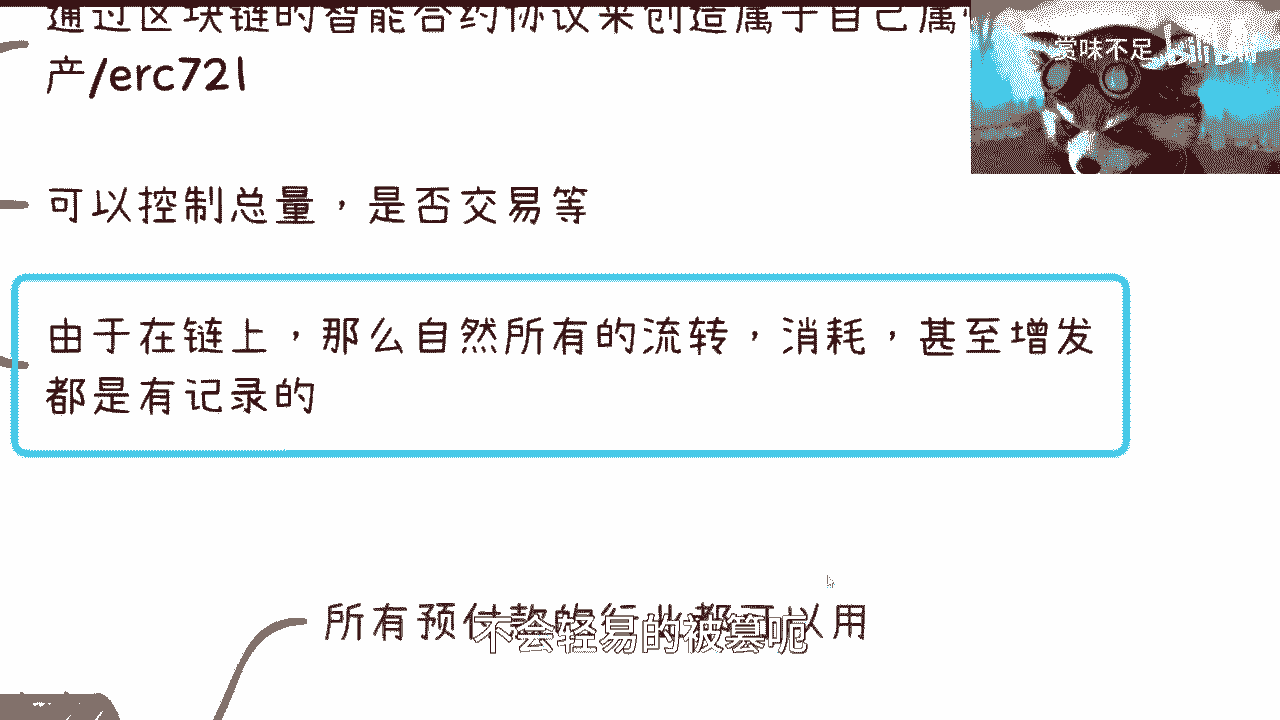 通过区块链的智能合约协议来创造属于自己属
产/erc721
赏味不足
bilibili
可以控制总量，是否交易等
由于在链上，那么自然所有的流转，消耗，甚至增发
都是有记录的
所有预付款的行业都可以用
不会轻易的被篡呃